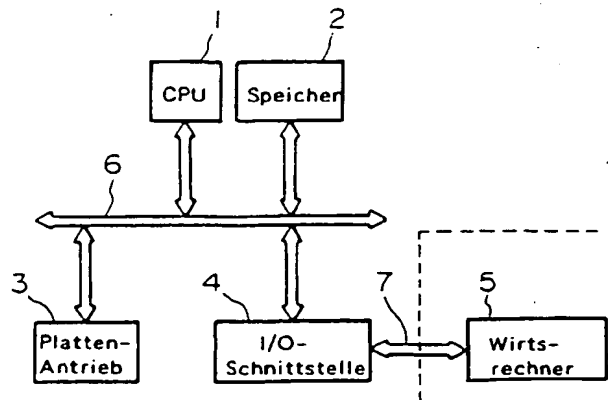 1
2
CPU
Speicher
6
3
4
7
5
Platten-
Antrieb
I/O-
Schnittstelle
Wirts-
rechner